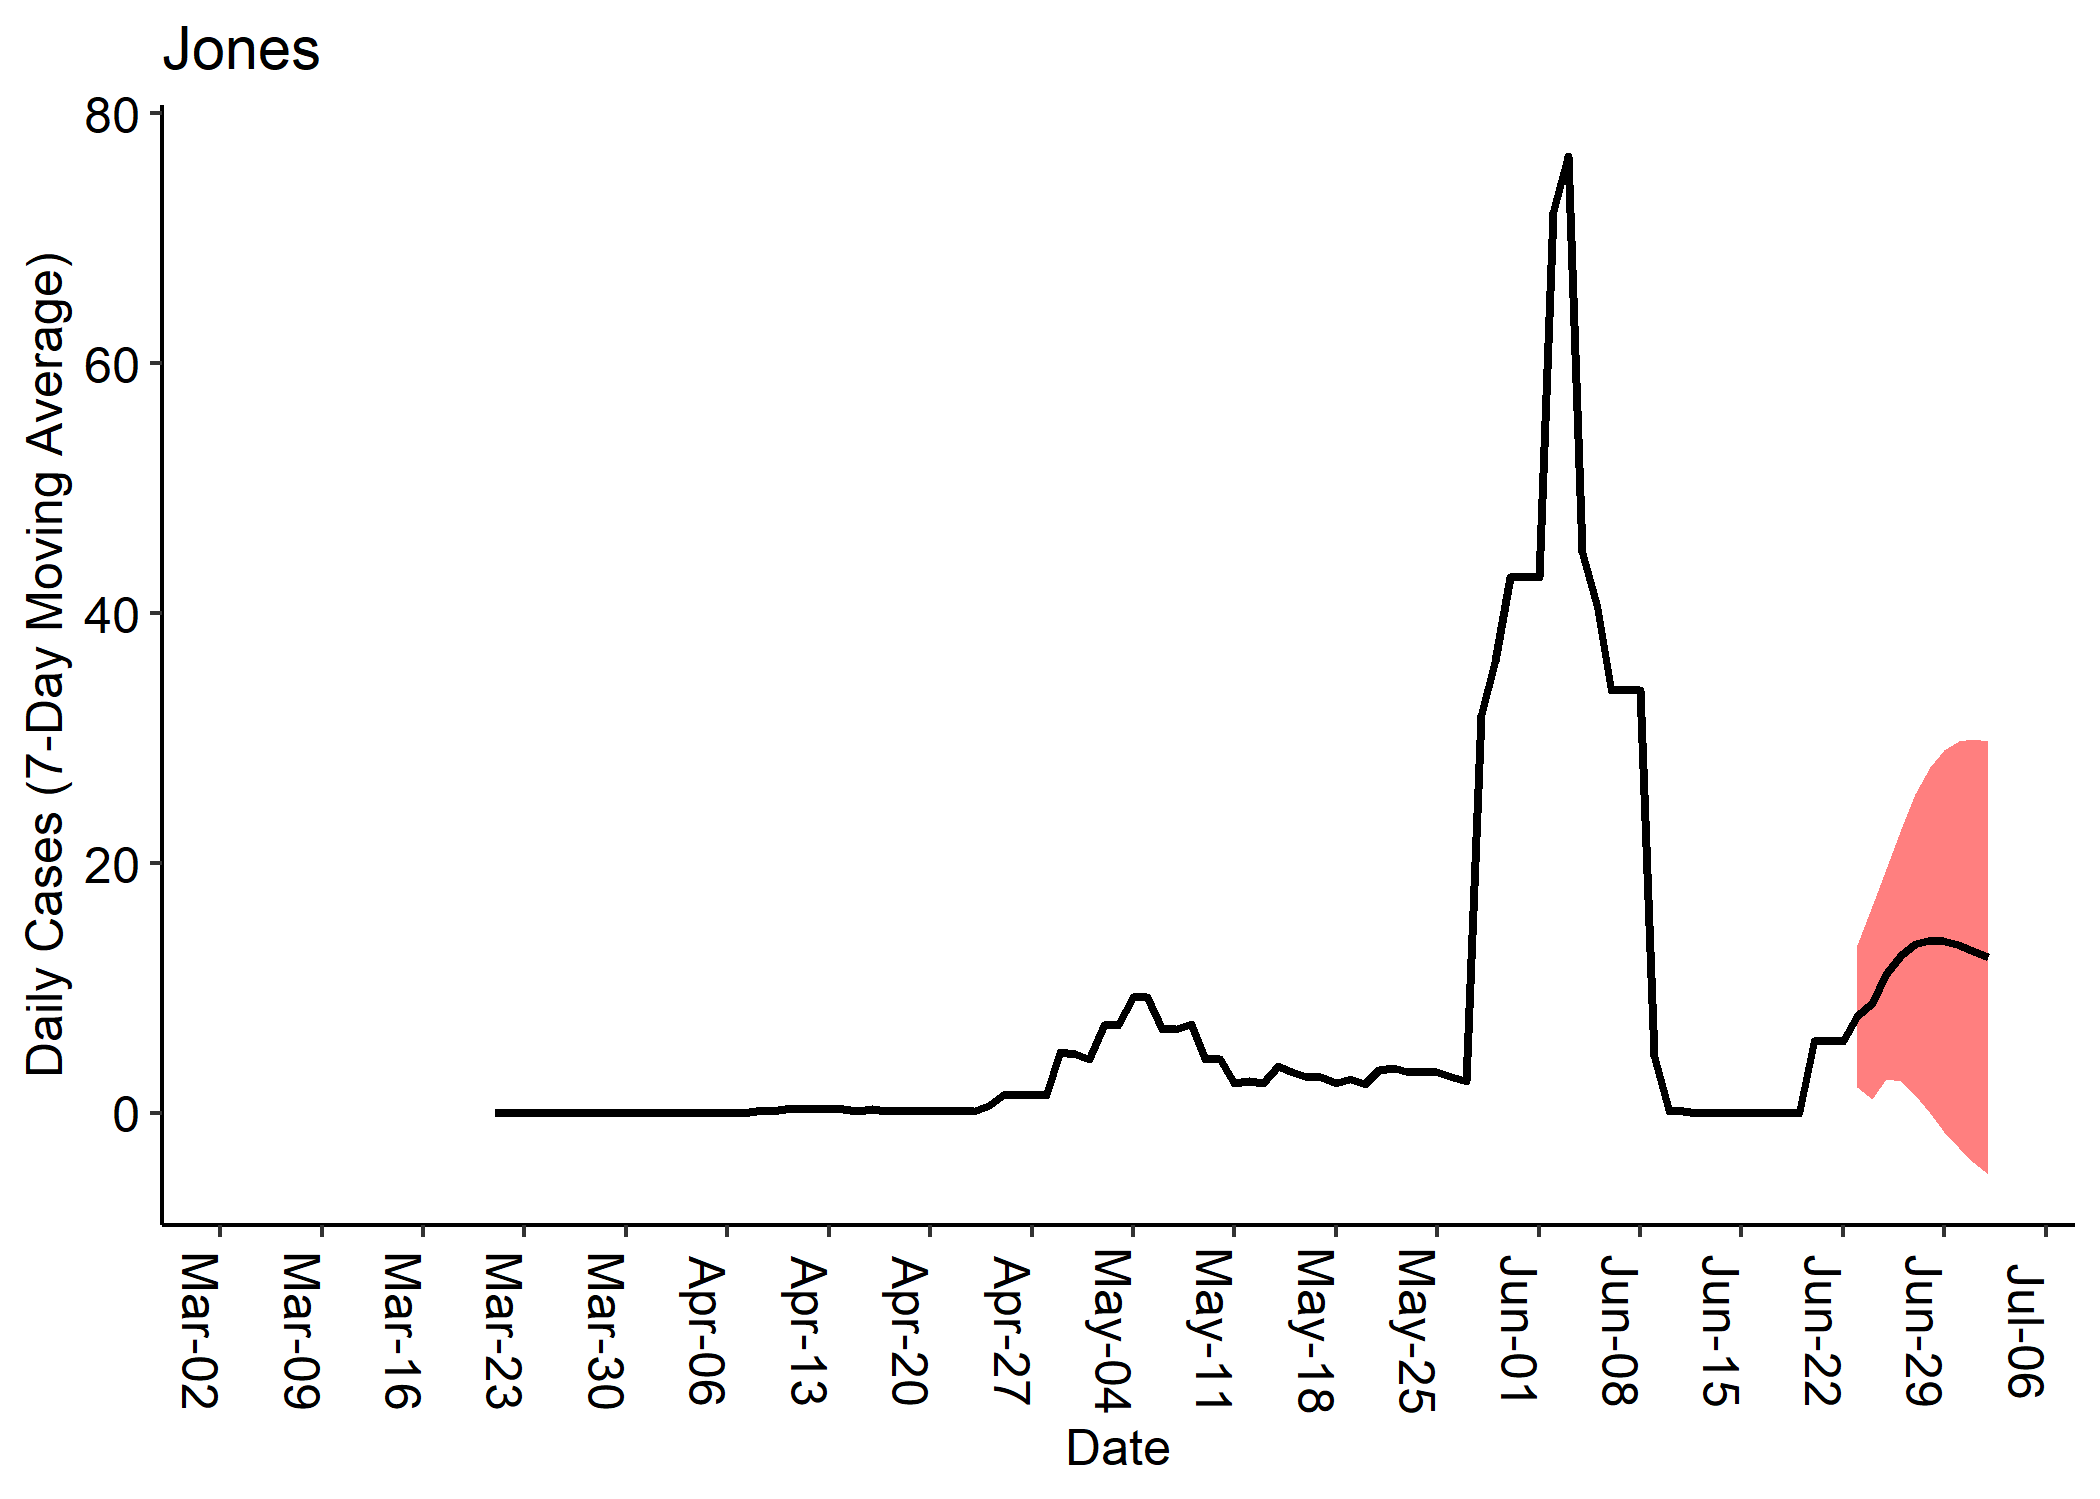 Jones
Daily Cases (7-Day Moving Average)
80
60
40
20
0
Mar-02
Mar-09
Mar-16
Mar-23
Mar-30
Apr-06
Apr-13
Apr-20
Apr-27
May-04
May-11
May-18
May-25
Jun-01
Jun-08
Jun-15
Jun-22
Jun-29
Jul-06
Date